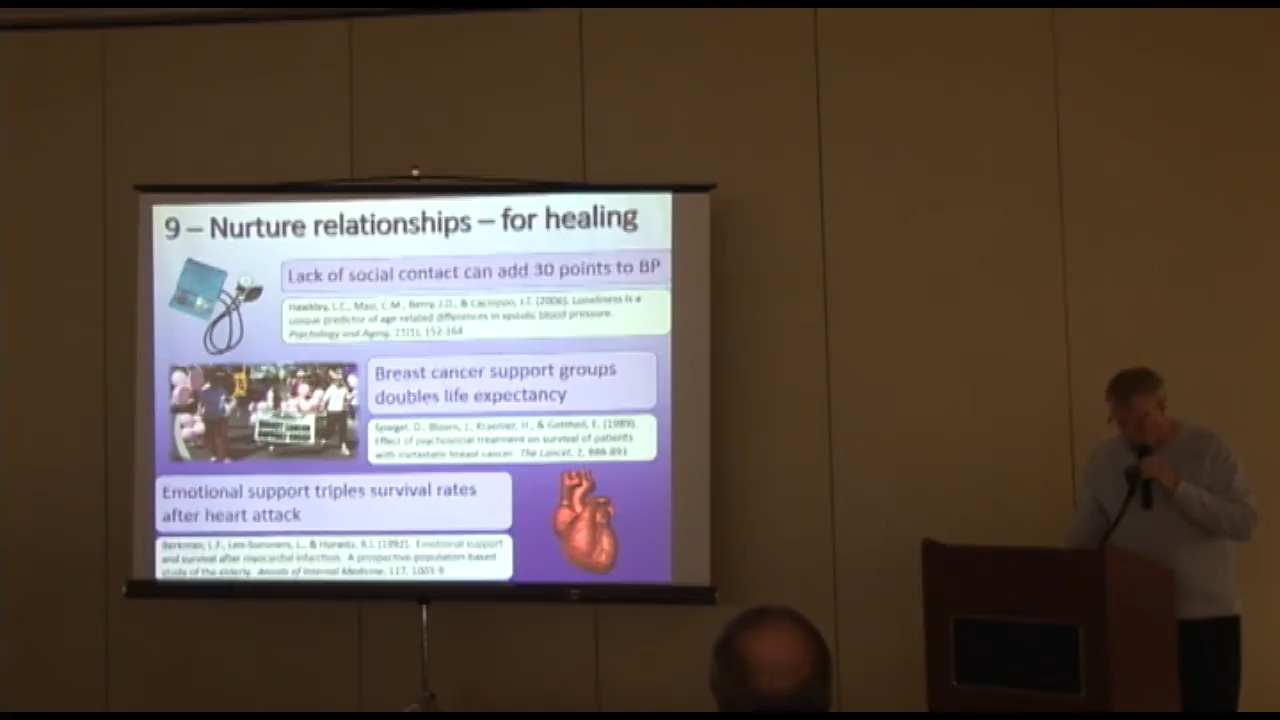 9 – Nurture relationships – for healing
Lack of social contact can add 30 points to BP
Hawkley, L.C., Masi, C.M., Berry, J.D., & Cacioppo, J.T. (2006). Loneliness is a
unique predictor of age-related differences in systolic blood pressure.
Psychology and Aging, 21(1), 152-164
Breast cancer support groups
doubles life expectancy
Spiegel, D., Bloom, J., Kraemer, H., & Gottheil, E. (1989).
Effect of psychosocial treatment on survival of patients
with metastatic breast cancer. The Lancet, 2, 888-891
BREAST CANCER
SUPPORT GROUP
Emotional support triples survival rates
after heart attack
Berkman, L.F., Leo-Summers, L., & Horwitz, R.I. (1992). Emotional support
and survival after myocardial infarction. A prospective population based
study of the elderly. Annals of Internal Medicine, 117, 1003-9